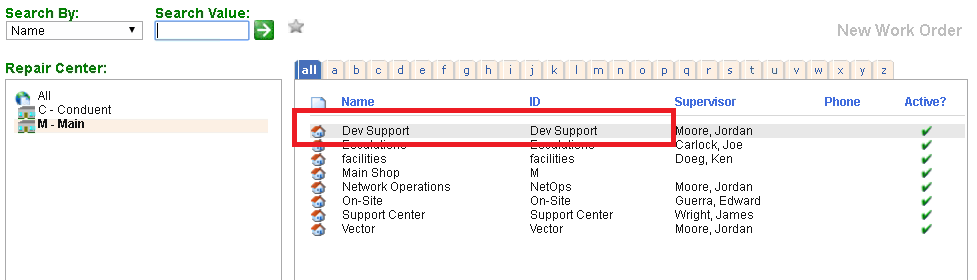 Search By: Search Value:
Name
New Work Order
Repair Center:
All
C - Conduent
M - Main
all a b c d e f g h i j k l m n o p q r s t u v w x y z
Name ID Supervisor Phone Active?
Dev Support Dev Support Moore, Jordan
Escalations Escalations Carlock, Joe
facilities facilities Doeg, Ken
Main Shop M
Network Operations NetOps Moore, Jordan
On-Site On-Site Guerra, Edward
Support Center Support Center Wright, James
Vector Vector Moore, Jordan